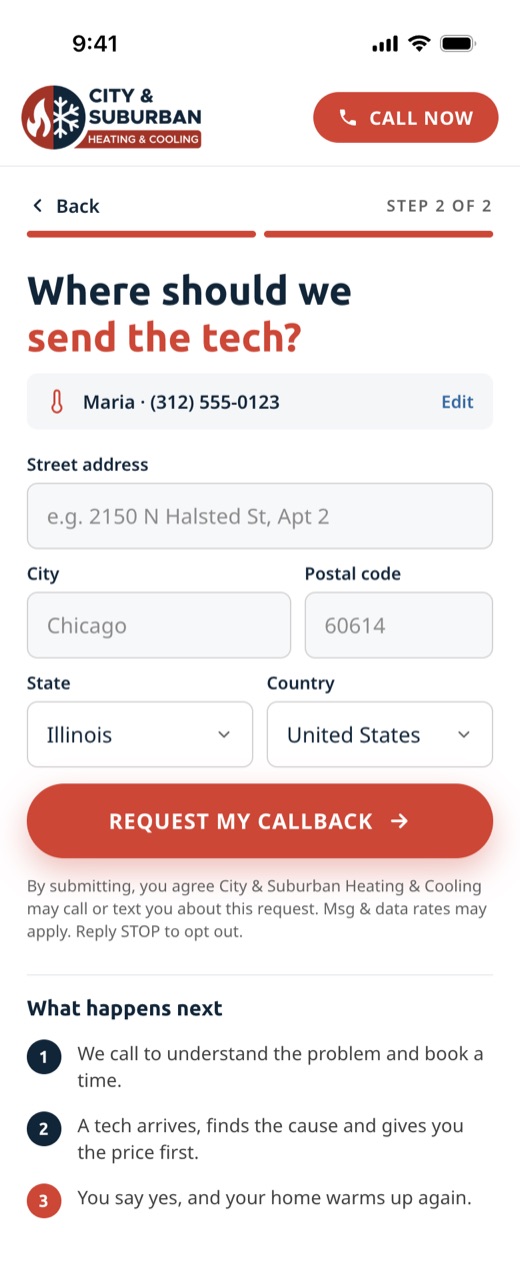 9:41
CITY &
SUBURBAN
HEATING & COOLING
CALL NOW
Back
STEP 2 OF 2
Where should we
send the tech?
Maria · (312) 555-0123
Edit
Street address
e.g. 2150 N Halsted St, Apt 2
City
Postal code
Chicago
60614
State
Country
Illinois
United States
REQUEST MY CALLBACK →
By submitting, you agree City & Suburban Heating & Cooling
may call or text you about this request. Msg & data rates may
apply. Reply STOP to opt out.
What happens next
1 We call to understand the problem and book a
time.
2 A tech arrives, finds the cause and gives you
the price first.
3 You say yes, and your home warms up again.